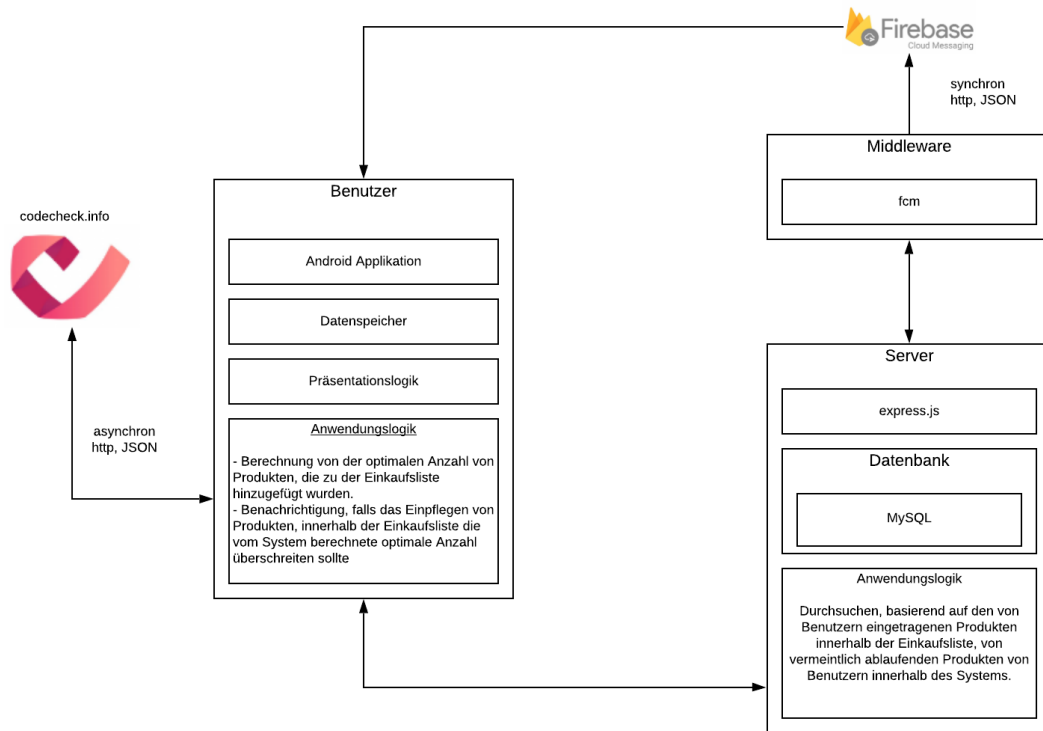 Firebase
Cloud Messaging
synchron
http, JSON
Middleware
fcm
Benutzer
Android Applikation
Datenspeicher
Präsentationslogik
Anwendungslogik
- Berechnung von der optimalen Anzahl von
Produkten, die zu der Einkaufsliste
hinzugefügt wurden.
- Benachrichtigung, falls das Einpflegen von
Produkten, innerhalb der Einkaufsliste die
vom System berechnete optimale Anzahl
überschreiten sollte
codecheck.info
asynchron
http, JSON
Server
express.js
Datenbank
MySQL
Anwendungslogik
Durchsuchen, basierend auf den von
Benutzern eingetragenen Produkten
innerhalb der Einkaufsliste, von
vermeintlich ablaufenden Produkten von
Benutzern innerhalb des Systems.